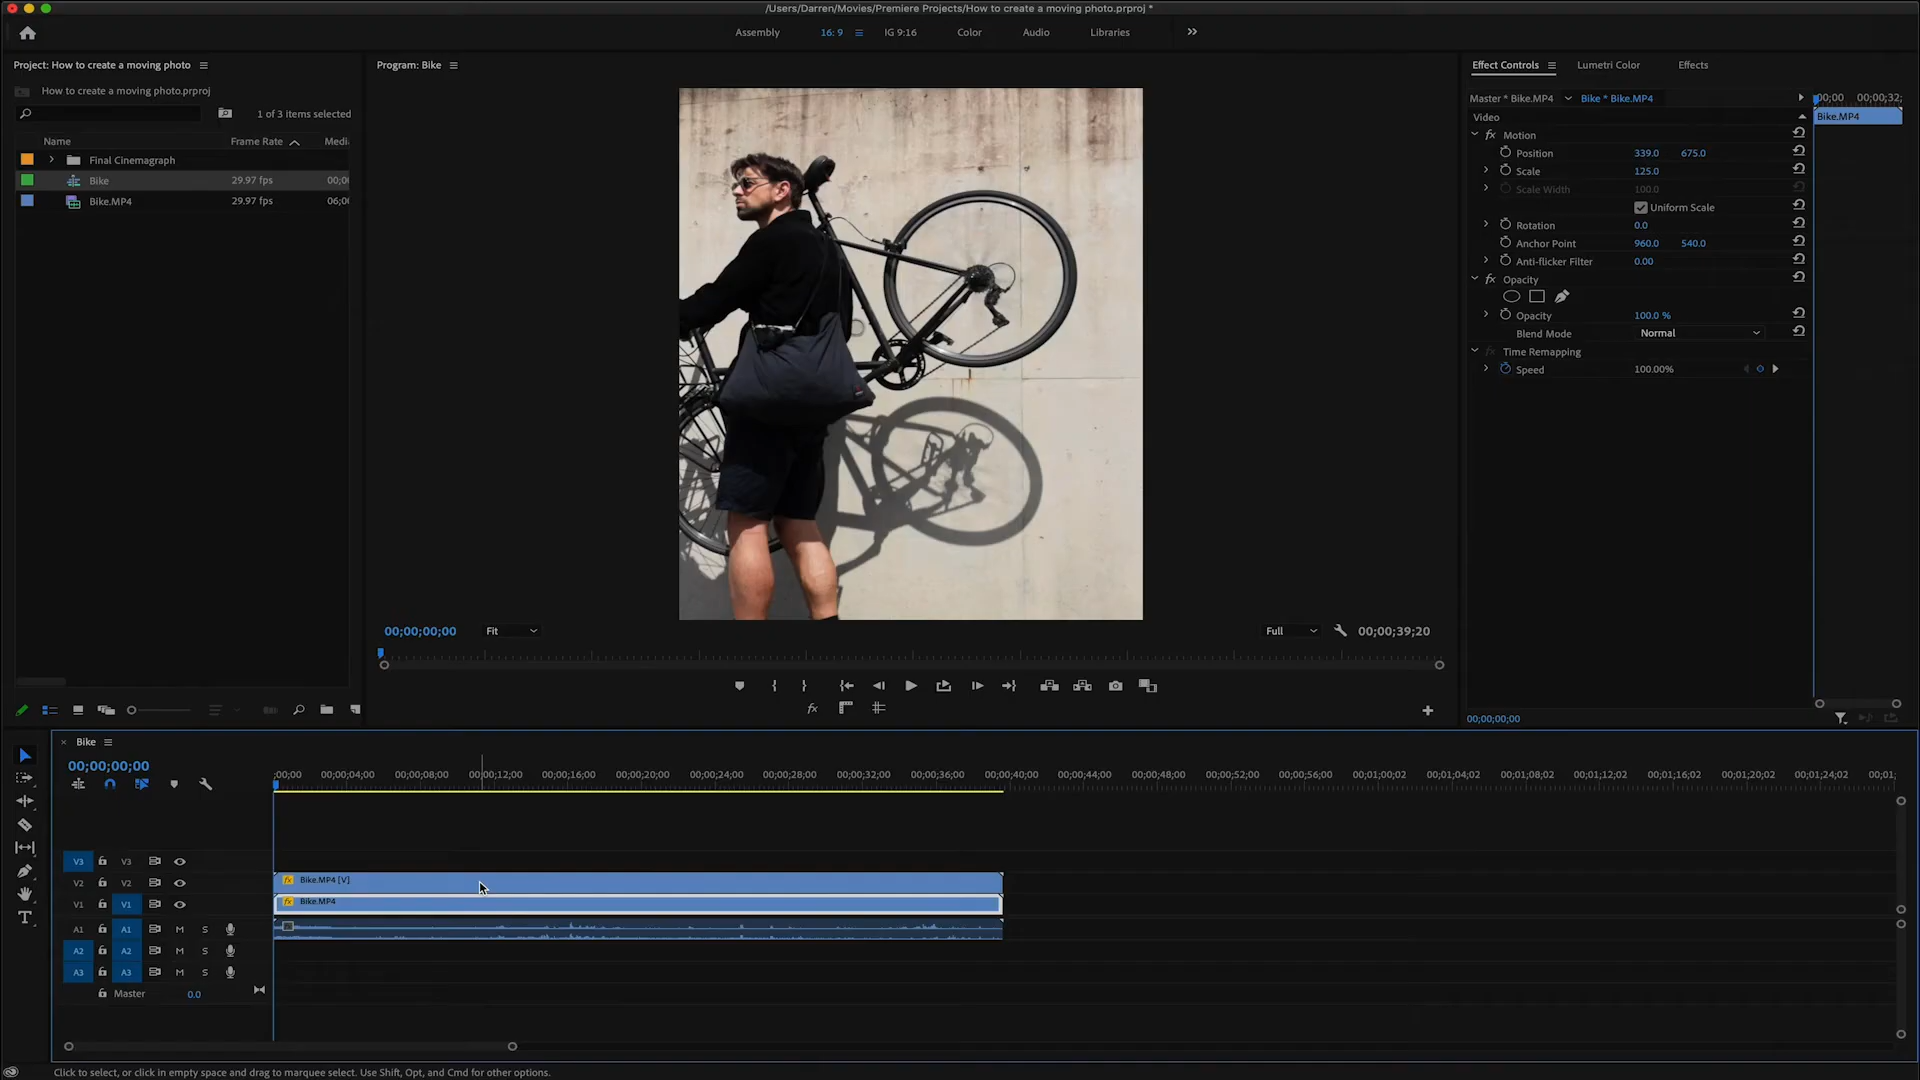 /Users/Darren/Movies/Premiere Projects/How to create a moving photo.prproj *
Assembly 16: 9 IG 9:16 Color Audio Libraries
Project: How to create a moving photo
How to create a moving photo.prproj
1 of 3 items selected
Name Frame Rate Media
Final Cinemagraph
Bike 29.97 fps 00;0
Bike.MP4 29.97 fps 06;0
Program: Bike
00;00;00;00 Fit Full 00;00;39;20
Effect Controls Lumetri Color Effects
Master * Bike.MP4 Bike * Bike.MP4 00;00 00;00;32;
Video Bike.MP4
fx Motion
Position 339.0 675.0
Scale 125.0
Scale Width 100.0
Uniform Scale
Rotation 0.0
Anchor Point 960.0 540.0
Anti-flicker Filter 0.00
fx Opacity
Opacity 100.0 %
Blend Mode Normal
fx Time Remapping
Speed 100.00%
fx
00;00;00;00
Bike
00;00;00;00
;00;00 00;00;04;00 00;00;08;00 00;00;12;00 00;00;16;00 00;00;20;00 00;00;24;00 00;00;28;00 00;00;32;00 00;00;36;00 00;00;40;00 00;00;44;00 00;00;48;00 00;00;52;00 00;00;56;00 00;01;00;02 00;01;04;02 00;01;08;02 00;01;12;02 00;01;16;02 00;01;20;02 00;01;24;02 00;01;
V3 V3
V2 V2 fx Bike.MP4 [V]
V1 V1 fx Bike.MP4
A1 A1 M S
A2 A2 M S
A3 A3 M S
Master 0.0
Click to select, or click in empty space and drag to marquee select. Use Shift, Opt, and Cmd for other options.